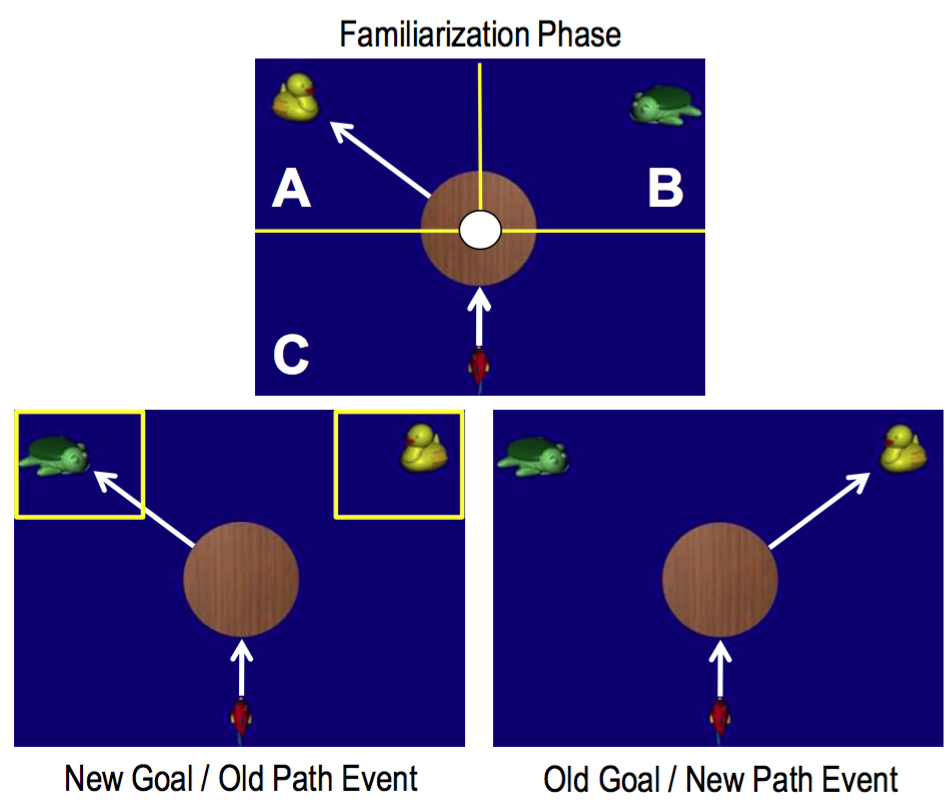 Familiarization Phase
A
B
C
New Goal / Old Path Event
Old Goal / New Path Event